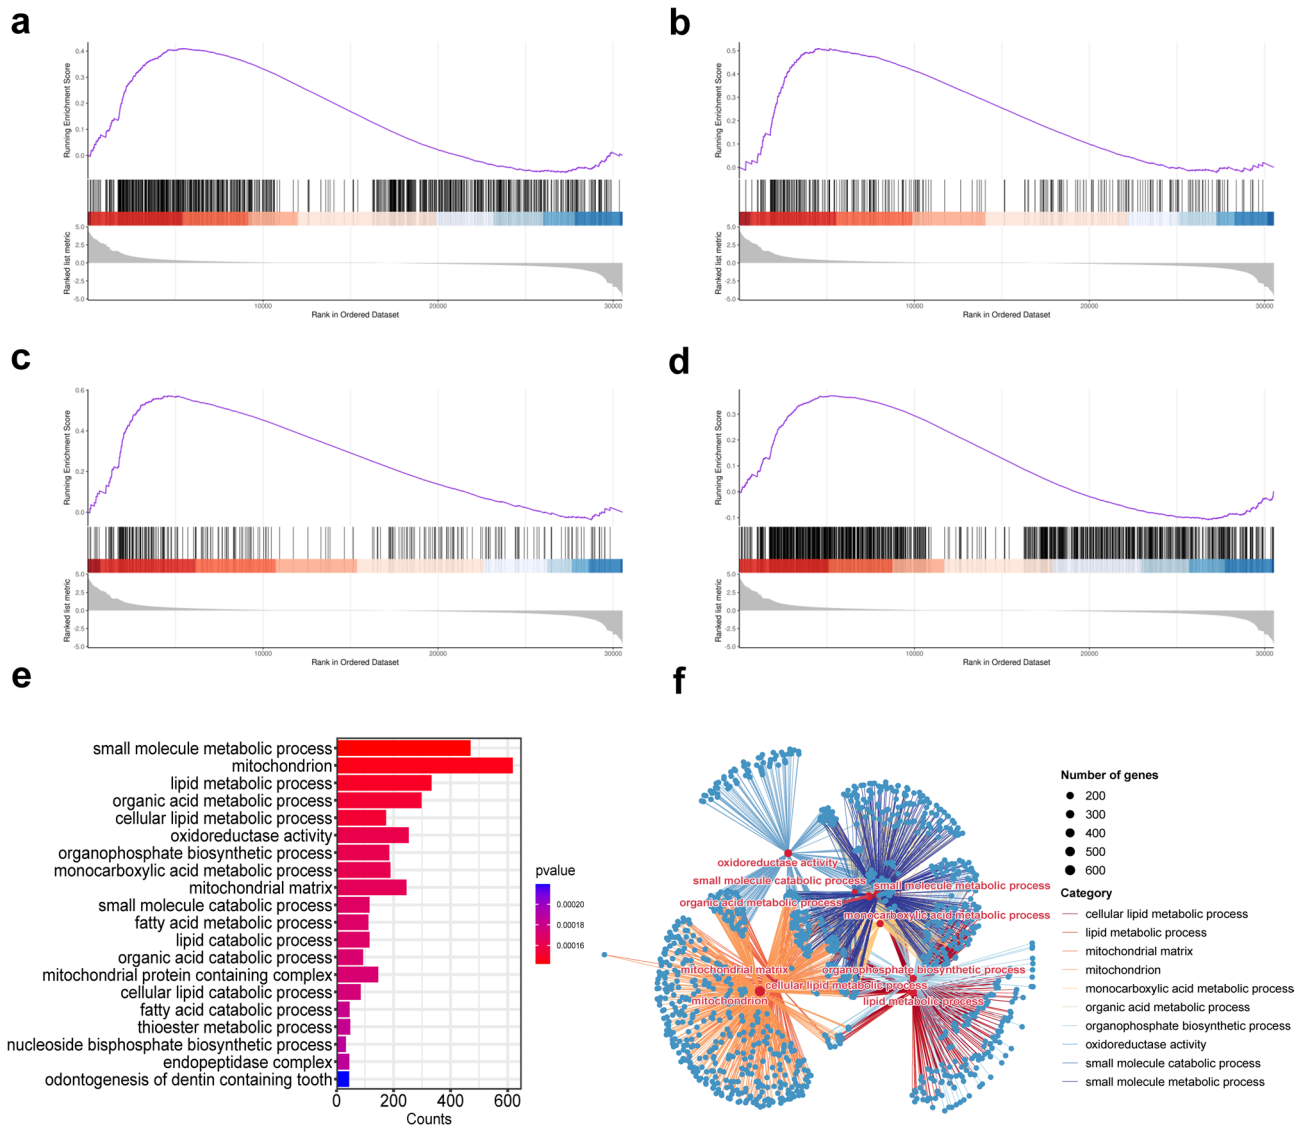 a
0.4
0.3
0.2
0.1
0.0
Running Enrichment Score
5.0
2.5
0.0
-2.5
-5.0
Ranked list metric
10000
20000
30000
Rank in Ordered Dataset
b
0.5
0.4
0.3
0.2
0.1
0.0
Running Enrichment Score
5.0
2.5
0.0
-2.5
-5.0
Ranked list metric
10000
20000
30000
Rank in Ordered Dataset
c
0.6
0.4
0.2
0.0
Running Enrichment Score
5.0
2.5
0.0
-2.5
-5.0
Ranked list metric
10000
20000
30000
Rank in Ordered Dataset
d
0.3
0.2
0.1
0.0
-0.1
Running Enrichment Score
5.0
2.5
0.0
-2.5
-5.0
Ranked list metric
10000
20000
30000
Rank in Ordered Dataset
e
small molecule metabolic process
mitochondrion
lipid metabolic process
organic acid metabolic process
cellular lipid metabolic process
oxidoreductase activity
organophosphate biosynthetic process
monocarboxylic acid metabolic process
mitochondrial matrix
small molecule catabolic process
fatty acid metabolic process
lipid catabolic process
organic acid catabolic process
mitochondrial protein containing complex
cellular lipid catabolic process
fatty acid catabolic process
thioester metabolic process
nucleoside bisphosphate biosynthetic process
endopeptidase complex
odontogenesis of dentin containing tooth
0
200
400
600
Counts
pvalue
0.00020
0.00016
f
oxidoreductase activity
small molecule catabolic process
small molecule metabolic process
organic acid metabolic process
monocarboxylic acid metabolic process
mitochondrial matrix
organophosphate biosynthetic process
cellular lipid metabolic process
mitochondrion
lipid metabolic process
Number of genes
200
300
400
500
600
Category
cellular lipid metabolic process
lipid metabolic process
mitochondrial matrix
mitochondrion
monocarboxylic acid metabolic process
organic acid metabolic process
organophosphate biosynthetic process
oxidoreductase activity
small molecule catabolic process
small molecule metabolic process